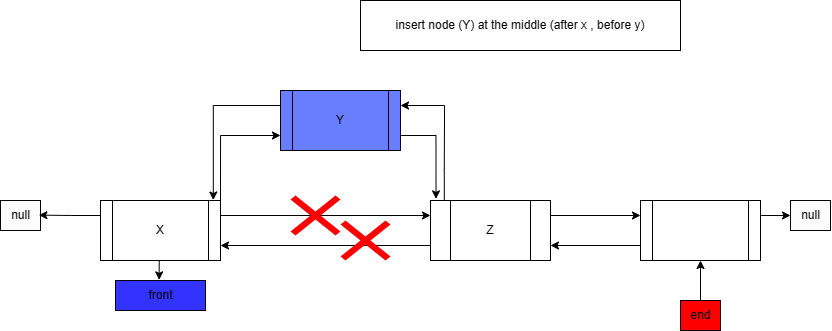 insert node (Y) at the middle (after x , before y)
Y
null
X
Z
null
front
end